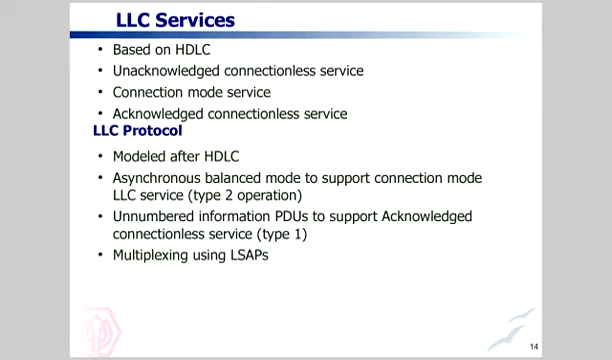 LLC Services
• Based on HDLC
• Unacknowledged connectionless service
• Connection mode service
• Acknowledged connectionless service
LLC Protocol
• Modeled after HDLC
• Asynchronous balanced mode to support connection mode
LLC service (type 2 operation)
• Unnumbered information PDUs to support Acknowledged
connectionless service (type 1)
• Multiplexing using LSAPs
14